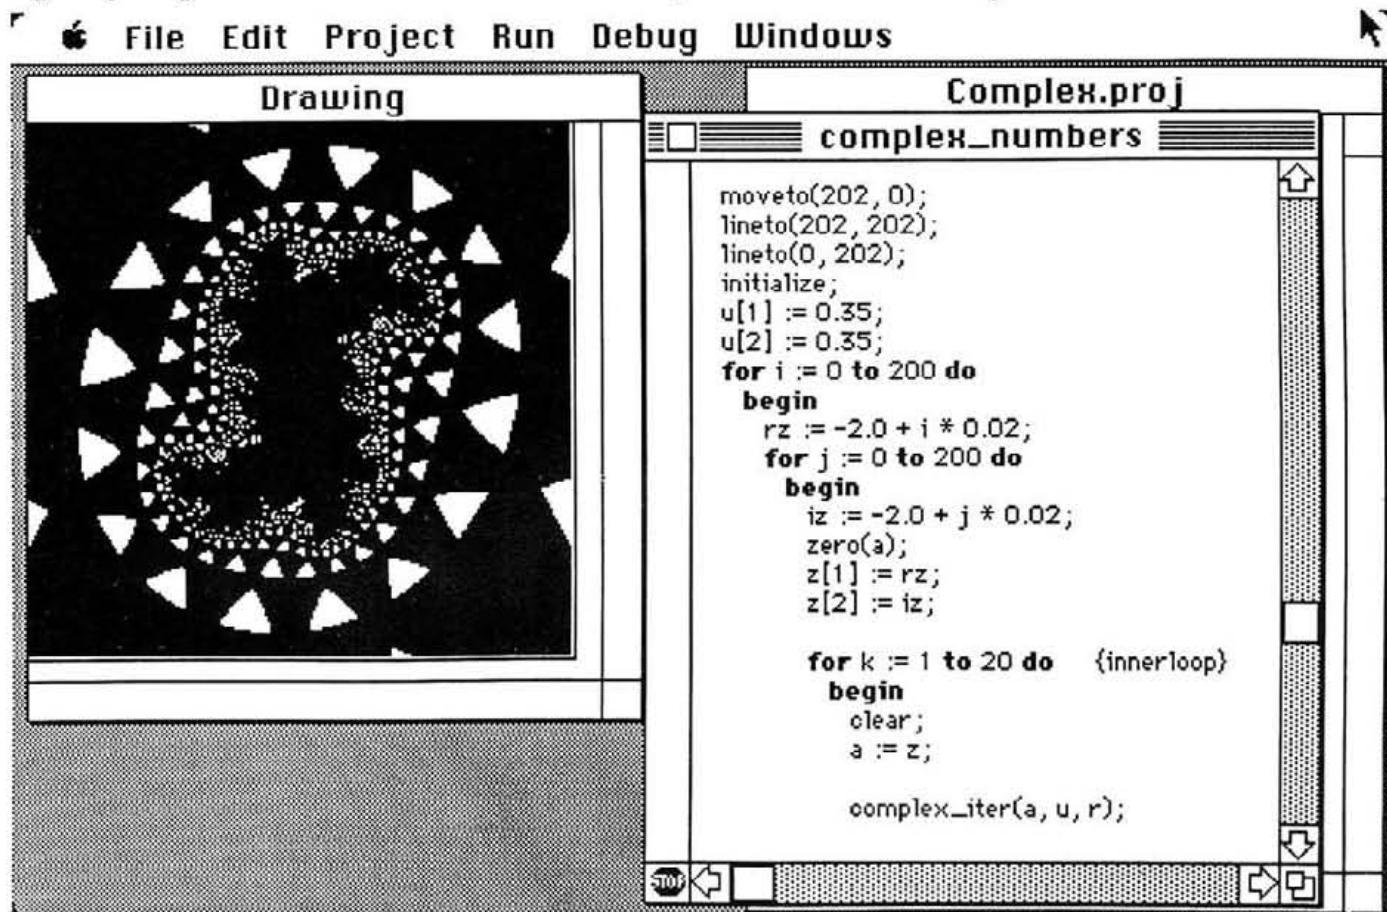 File Edit Project Run Debug Windows
Drawing
Complex.proj
complex_numbers
moveto(202, 0);
lineto(202, 202);
lineto(0, 202);
initialize;
u[1] := 0.35;
u[2] := 0.35;
for i := 0 to 200 do
begin
rz := -2.0 + i * 0.02;
for j := 0 to 200 do
begin
iz := -2.0 + j * 0.02;
zero(a);
z[1] := rz;
z[2] := iz;
for k := 1 to 20 do {innerloop}
begin
clear;
a := z;
complex_iter(a, u, r);
STOP